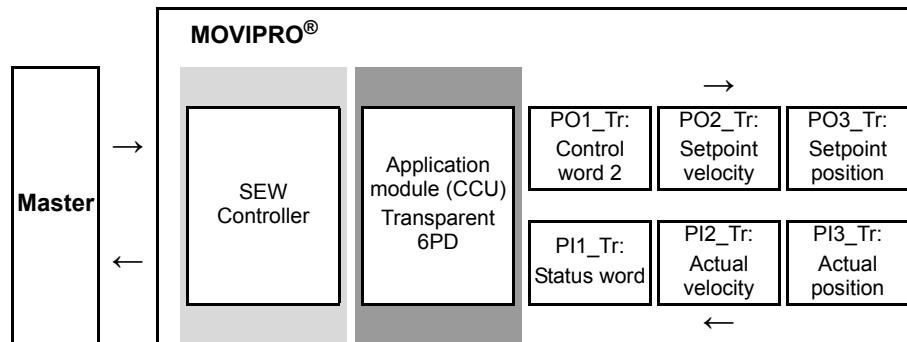 MOVIPRO®
→
Master
→
←
SEW
Controller
Application
module (CCU)
Transparent
6PD
→
PO1_Tr:
Control
word 2
PO2_Tr:
Setpoint
velocity
PO3_Tr:
Setpoint
position
PI1_Tr:
Status word
PI2_Tr:
Actual
velocity
PI3_Tr:
Actual
position
←